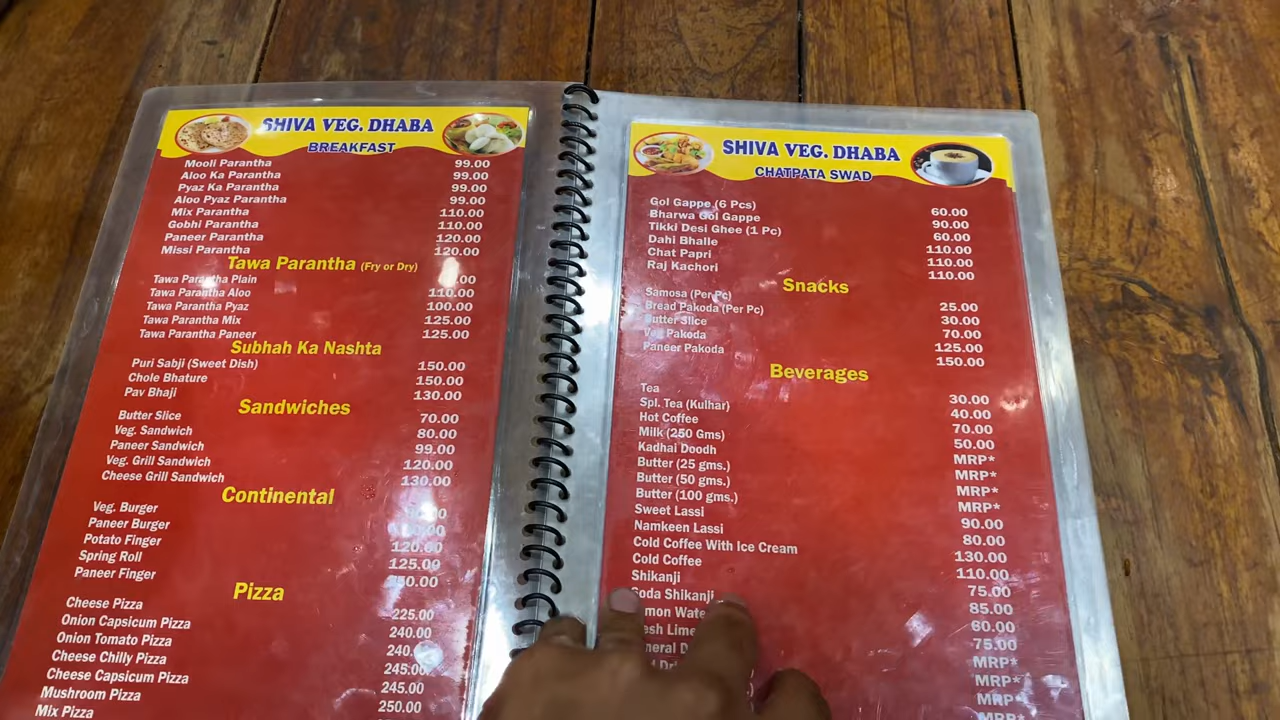 SHIVA VEG. DHABA
BREAKFAST
Mooli Parantha 99.00
Aloo Ka Parantha 99.00
Pyaz Ka Parantha 99.00
Aloo Pyaz Parantha 99.00
Mix Parantha 110.00
Gobhi Parantha 110.00
Paneer Parantha 120.00
Missi Parantha 120.00
Tawa Parantha (Fry or Dry)
Tawa Parantha Plain .00
Tawa Parantha Aloo 110.00
Tawa Parantha Pyaz 100.00
Tawa Parantha Mix 125.00
Tawa Parantha Paneer 125.00
Subhah Ka Nashta
Puri Sabji (Sweet Dish) 150.00
Chole Bhature 150.00
Pav Bhaji 130.00
Sandwiches
Butter Slice 70.00
Veg. Sandwich 80.00
Paneer Sandwich 99.00
Veg. Grill Sandwich 120.00
Cheese Grill Sandwich 130.00
Continental
Veg. Burger
Paneer Burger
Potato Finger 120.00
Spring Roll 125.00
Paneer Finger 50.00
Pizza
Cheese Pizza 225.00
Onion Capsicum Pizza 240.00
Onion Tomato Pizza 240.
Cheese Chilly Pizza 245.00
Cheese Capsicum Pizza 245.00
Mushroom Pizza 250.00
Mix Pizza
SHIVA VEG. DHABA
CHATPATA SWAD
Gol Gappe (6 Pcs) 60.00
Bharwa Gol Gappe 90.00
Tikki Desi Ghee (1 Pc) 60.00
Dahi Bhalle 110.00
Chat Papri 110.00
Raj Kachori 110.00
Snacks
Samosa (Per Pc) 25.00
Bread Pakoda (Per Pc) 30.00
Butter Slice 70.00
Veg Pakoda 125.00
Paneer Pakoda 150.00
Beverages
Tea 30.00
Spl. Tea (Kulhar) 40.00
Hot Coffee 70.00
Milk (250 Gms) 50.00
Kadhai Doodh MRP*
Butter (25 gms.) MRP*
Butter (50 gms.) MRP*
Butter (100 gms.) MRP*
Sweet Lassi 90.00
Namkeen Lassi 80.00
Cold Coffee With Ice Cream 130.00
Cold Coffee 110.00
Shikanji 75.00
Soda Shikanji 85.00
mon Wate 60.00
esh Lime 75.00
neral D MRP*
MRP*
MRP*
MRP*